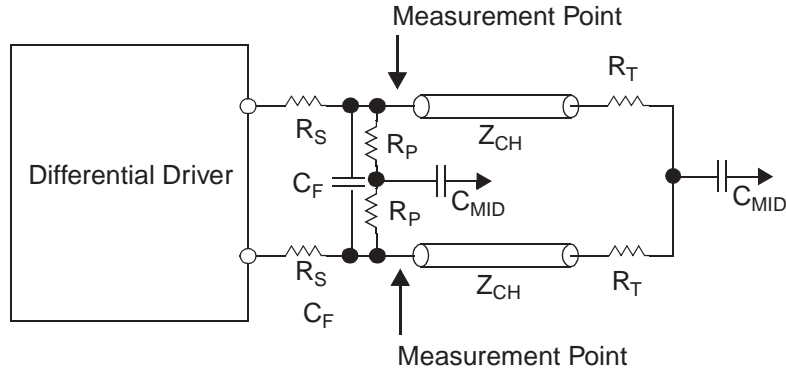 Measurement Point
R_T
R_S
Z_CH
R_P
Differential Driver
C_F
C_MID
C_MID
R_P
R_S
Z_CH
R_T
C_F
Measurement Point